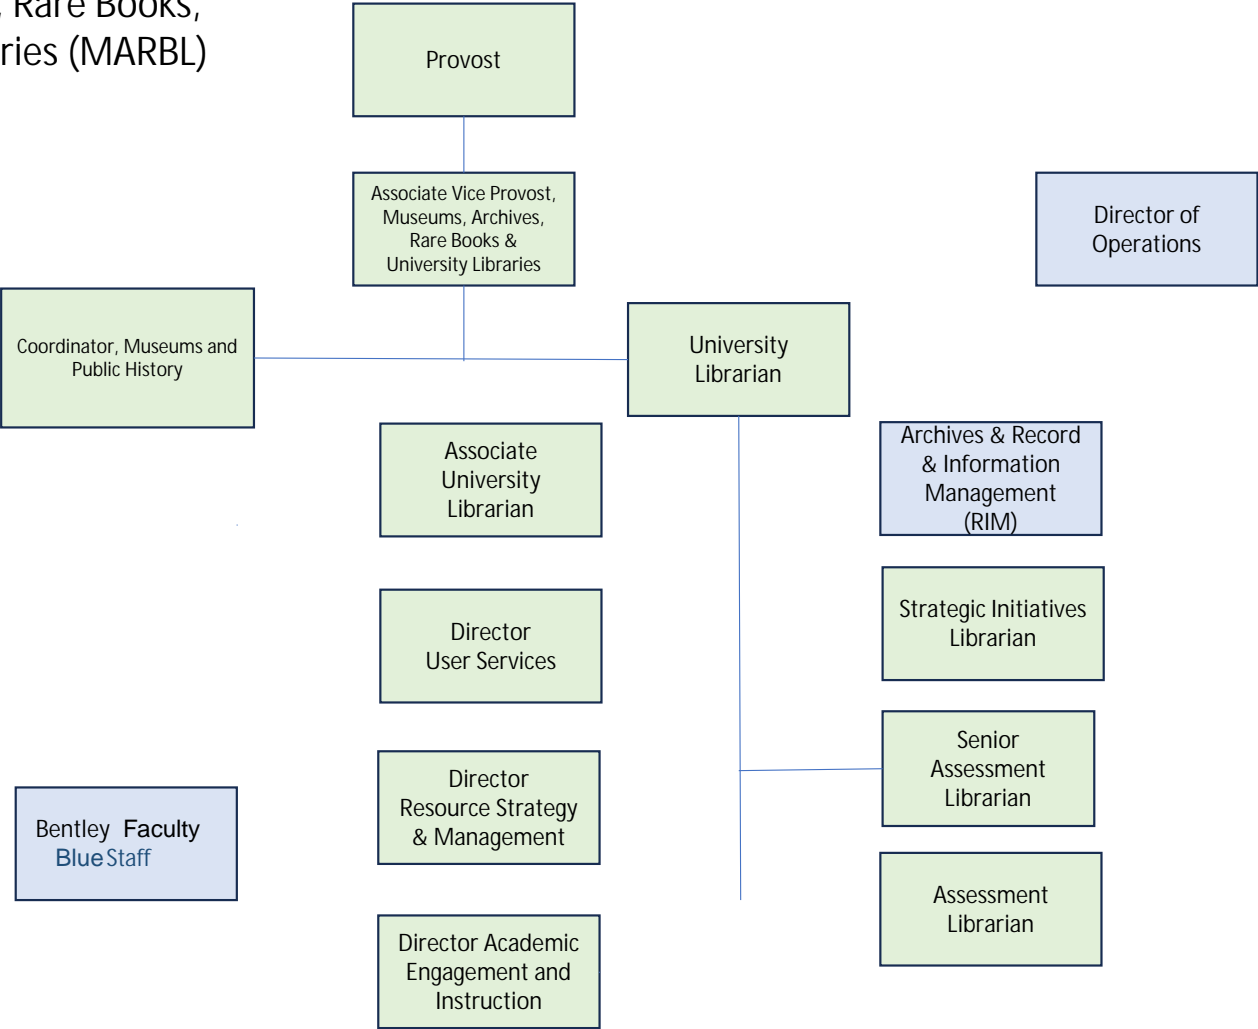 , Rare Books,
ries (MARBL)
Provost
Associate Vice Provost,
Museums, Archives,
Rare Books &
University Libraries
Director of
Operations
Coordinator, Museums and
Public History
University
Librarian
Associate
University
Librarian
Archives & Record
& Information
Management
(RIM)
Director
User Services
Strategic Initiatives
Librarian
Director
Resource Strategy
& Management
Senior
Assessment
Librarian
Bentley Faculty
Blue Staff
Director Academic
Engagement and
Instruction
Assessment
Librarian